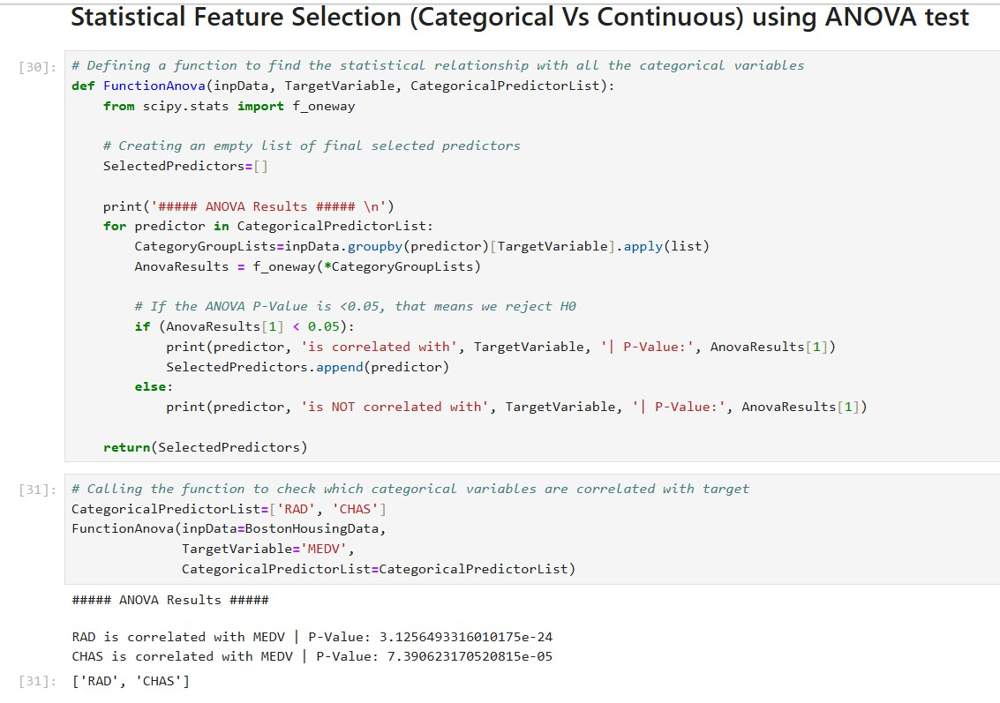 Statistical Feature Selection (Categorical Vs Continuous) using ANOVA test
[30]: # Defining a function to find the statistical relationship with all the categorical variables
def FunctionAnova(inpData, TargetVariable, CategoricalPredictorList):
    from scipy.stats import f_oneway

    # Creating an empty list of final selected predictors
    SelectedPredictors=[]

    print('##### ANOVA Results ##### \n')
    for predictor in CategoricalPredictorList:
        CategoryGroupLists=inpData.groupby(predictor)[TargetVariable].apply(list)
        AnovaResults = f_oneway(*CategoryGroupLists)

        # If the ANOVA P-Value is <0.05, that means we reject H0
        if (AnovaResults[1] < 0.05):
            print(predictor, 'is correlated with', TargetVariable, '| P-Value:', AnovaResults[1])
            SelectedPredictors.append(predictor)
        else:
            print(predictor, 'is NOT correlated with', TargetVariable, '| P-Value:', AnovaResults[1])

    return(SelectedPredictors)
[31]: # Calling the function to check which categorical variables are correlated with target
CategoricalPredictorList=['RAD', 'CHAS']
FunctionAnova(inpData=BostonHousingData,
              TargetVariable='MEDV',
              CategoricalPredictorList=CategoricalPredictorList)
##### ANOVA Results #####

RAD is correlated with MEDV | P-Value: 3.1256493316010175e-24
CHAS is correlated with MEDV | P-Value: 7.390623170520815e-05
[31]: ['RAD', 'CHAS']